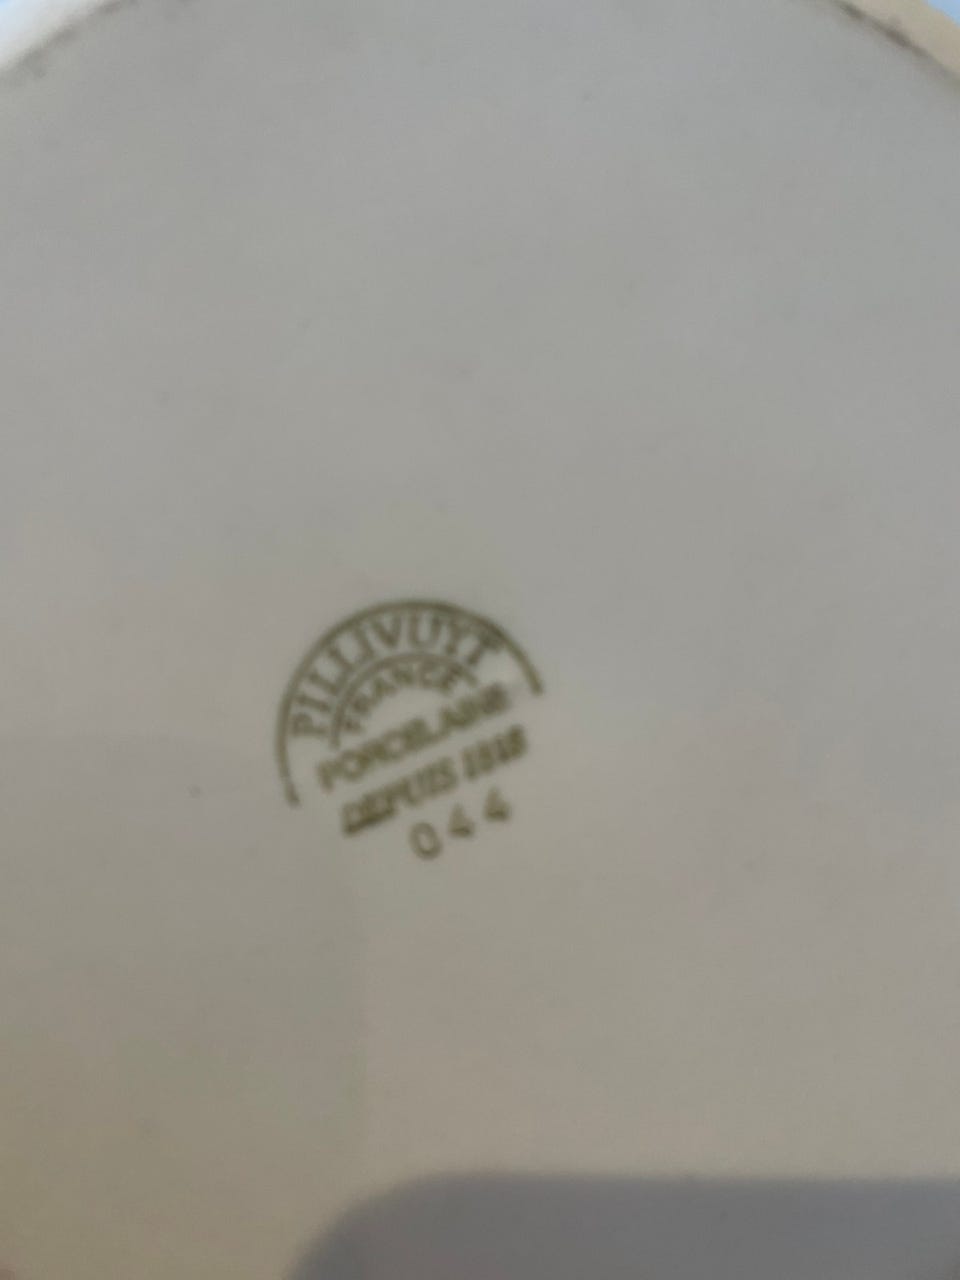 PILLIVUYT
FRANCE
PORCELAINE
DEPUIS 1818
044